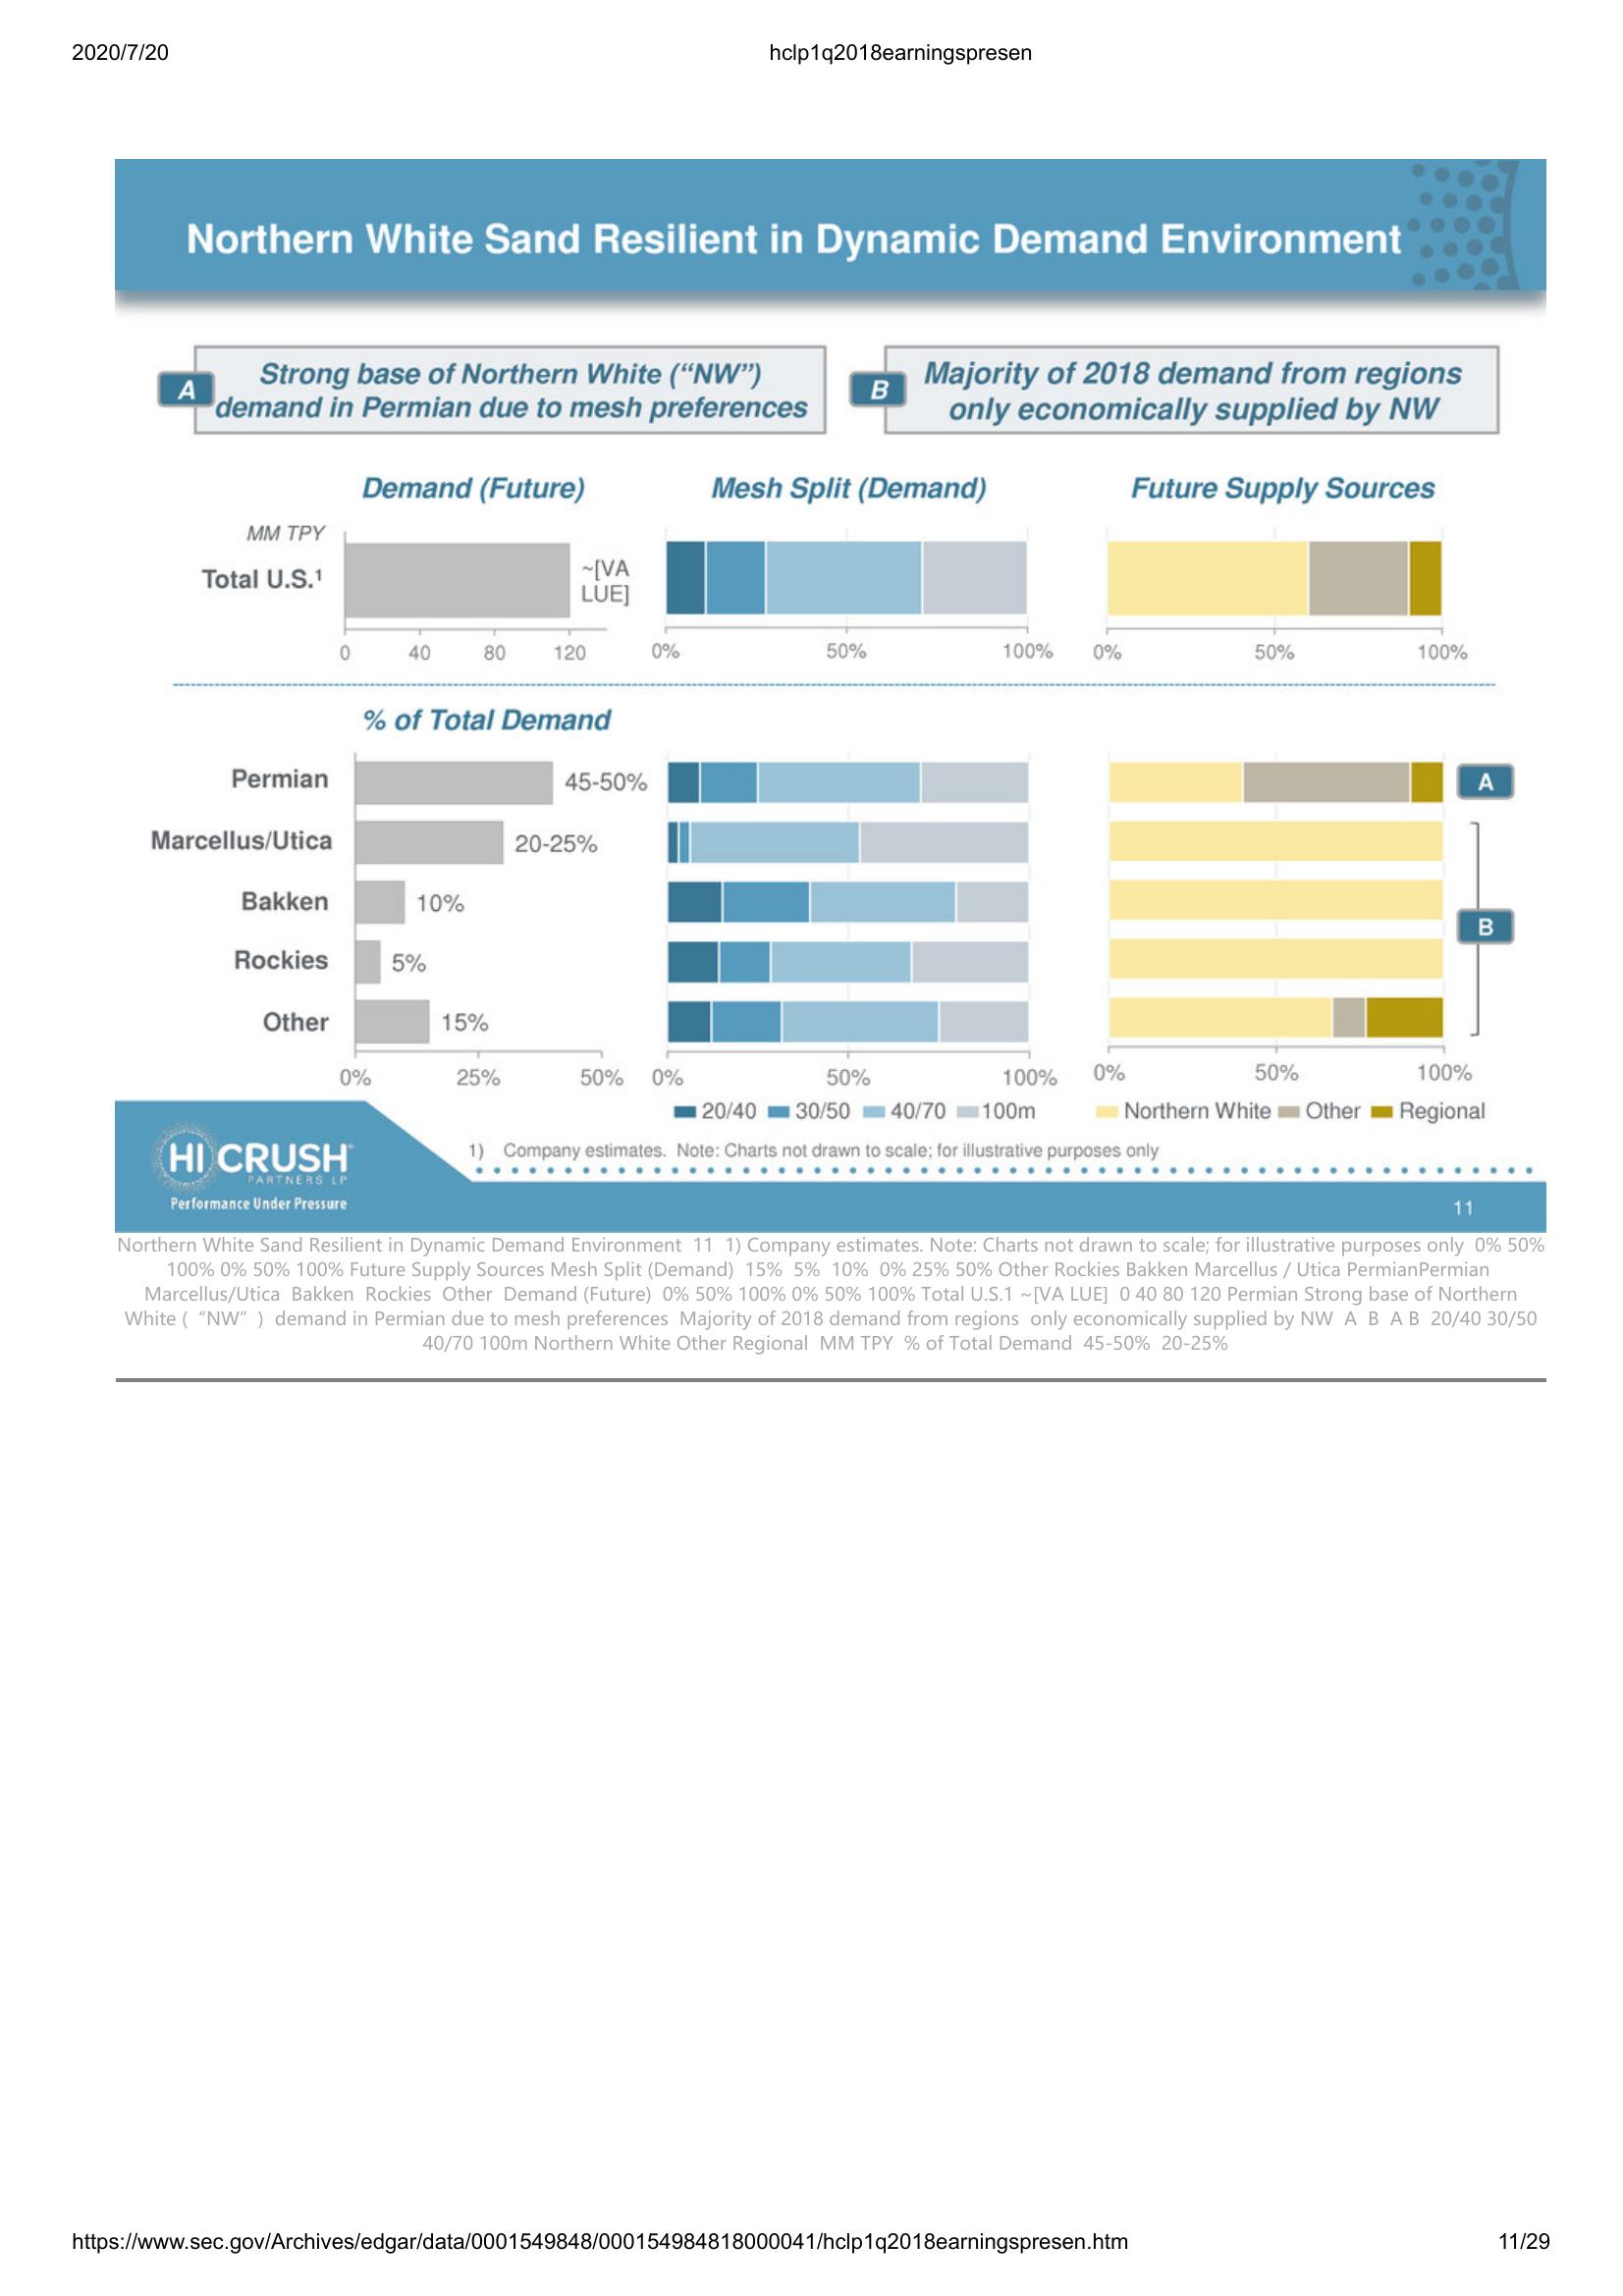 2020/7/20
hclp1q2018earningspresen
Northern White Sand Resilient in Dynamic Demand Environment
A
Strong base of Northern White (“NW”)
demand in Permian due to mesh preferences
B
Majority of 2018 demand from regions
only economically supplied by NW
Demand (Future)
Mesh Split (Demand)
Future Supply Sources
MM TPY
Total U.S.¹
~[VA
LUE]
0 40 80 120
0% 50% 100%
0% 50% 100%
% of Total Demand
Permian
45-50%
A
Marcellus/Utica
20-25%
Bakken
10%
B
Rockies
5%
Other
15%
0% 25% 50%
0% 50% 100%
0% 50% 100%
20/40 30/50 40/70 100m
Northern White Other Regional
HI CRUSH
PARTNERS LP
Performance Under Pressure
1) Company estimates. Note: Charts not drawn to scale; for illustrative purposes only
11
Northern White Sand Resilient in Dynamic Demand Environment 11 1) Company estimates. Note: Charts not drawn to scale; for illustrative purposes only 0% 50%
100% 0% 50% 100% Future Supply Sources Mesh Split (Demand) 15% 5% 10% 0% 25% 50% Other Rockies Bakken Marcellus / Utica PermianPermian
Marcellus/Utica Bakken Rockies Other Demand (Future) 0% 50% 100% 0% 50% 100% Total U.S.1 ~[VA LUE] 0 40 80 120 Permian Strong base of Northern
White ( “NW” ) demand in Permian due to mesh preferences Majority of 2018 demand from regions only economically supplied by NW A B A B 20/40 30/50
40/70 100m Northern White Other Regional MM TPY % of Total Demand 45-50% 20-25%
https://www.sec.gov/Archives/edgar/data/0001549848/000154984818000041/hclp1q2018earningspresen.htm
11/29